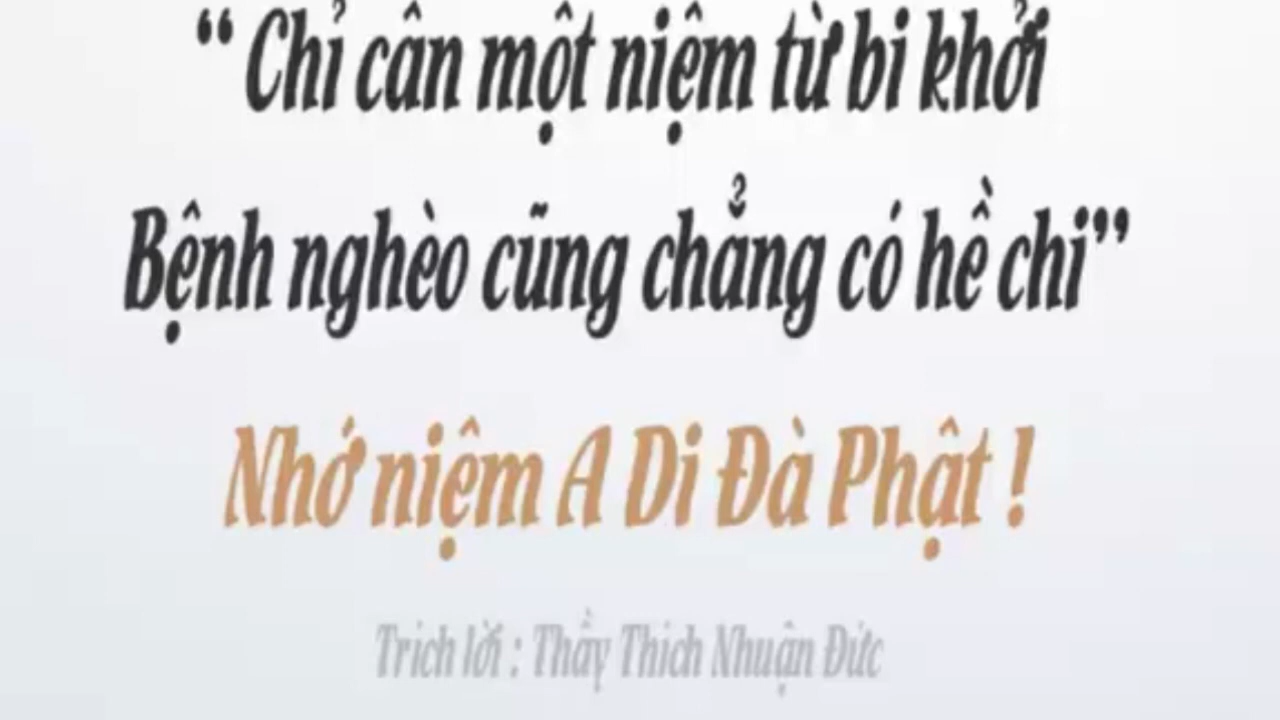 “ Chỉ cần một niệm từ bi khởi
Bệnh nghèo cũng chẳng có hề chi”
Nhớ niệm A Di Đà Phật !
Trích lời : Thầy Thích Nhuận Đức